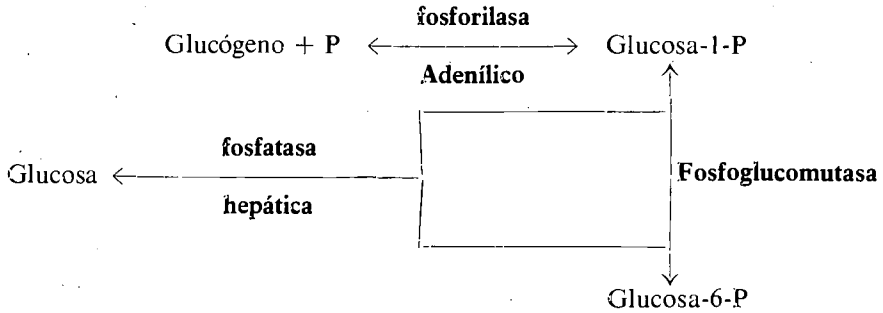 fosforilasa
Glucógeno + P Glucosa-1-P
Adenílico
fosfatasa
Glucosa Fosfoglucomutasa
hepática
Glucosa-6-P